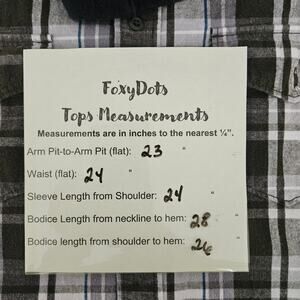 FoxyDots
Tops Measurements
Measurements are in inches to the nearest ¼".
Arm Pit-to-Arm Pit (flat): 23 "
Waist (flat): 24 "
Sleeve Length from Shoulder: 24 "
Bodice Length from neckline to hem: 28 "
Bodice length from shoulder to hem: 26 "